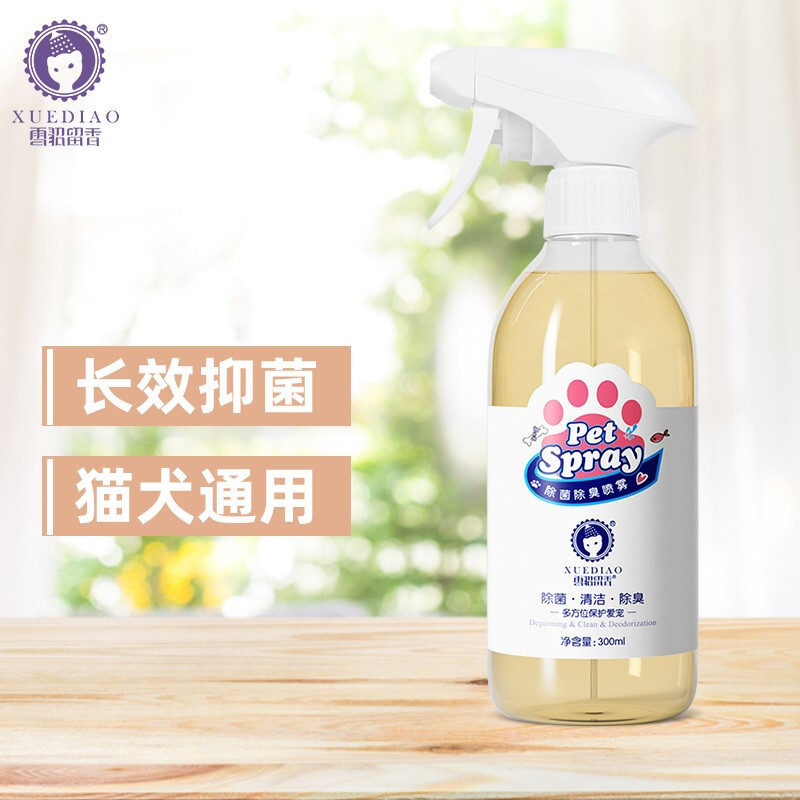 ®
XUEDIAO
雪貂留香
长效抑菌
猫犬通用
Pet
Spray
除菌除臭喷雾
®
XUEDIAO
雪貂留香®
除菌·清洁·除臭
多方位保护爱宠
Degerming & Clean & Deodorization
净含量:300ml